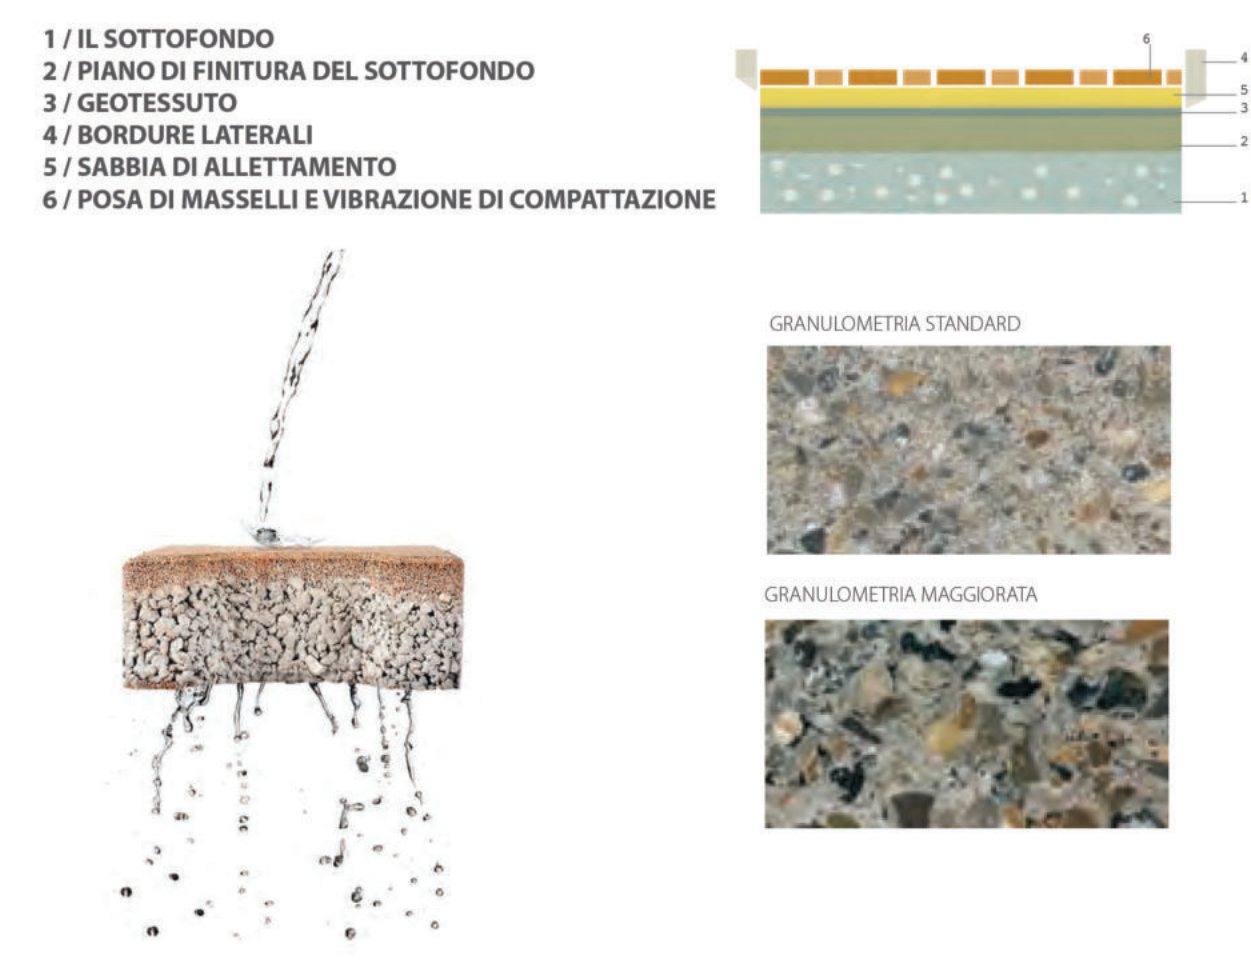 1 / IL SOTTOFONDO
2 / PIANO DI FINITURA DEL SOTTOFONDO
3 / GEOTESSUTO
4 / BORDURE LATERALI
5 / SABBIA DI ALLETTAMENTO
6 / POSA DI MASSELLI E VIBRAZIONE DI COMPATTAZIONE
6
4
5
3
2
1
GRANULOMETRIA STANDARD
GRANULOMETRIA MAGGIORATA